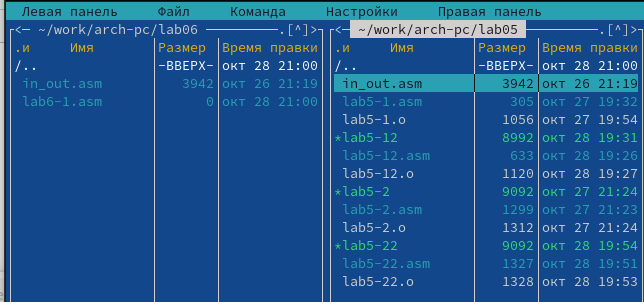 Левая панель Файл Команда Настройки Правая панель
<— ~/work/arch-pc/lab06 .[^]> <— ~/work/arch-pc/lab05 .[^]>
.и Имя Размер Время правки .и Имя Размер Время правки
/.. -ВВЕРХ- окт 28 21:00 /.. -ВВЕРХ- окт 28 21:00
in_out.asm 3942 окт 26 21:19 in_out.asm 3942 окт 26 21:19
lab6-1.asm 0 окт 28 21:00 lab5-1.asm 305 окт 27 19:32
lab5-1.o 1056 окт 27 19:54
*lab5-12 8992 окт 28 19:31
lab5-12.asm 633 окт 28 19:26
lab5-12.o 1120 окт 28 19:27
*lab5-2 9092 окт 27 21:24
lab5-2.asm 1299 окт 27 21:23
lab5-2.o 1312 окт 27 21:24
*lab5-22 9092 окт 28 19:54
lab5-22.asm 1327 окт 28 19:51
lab5-22.o 1328 окт 28 19:53